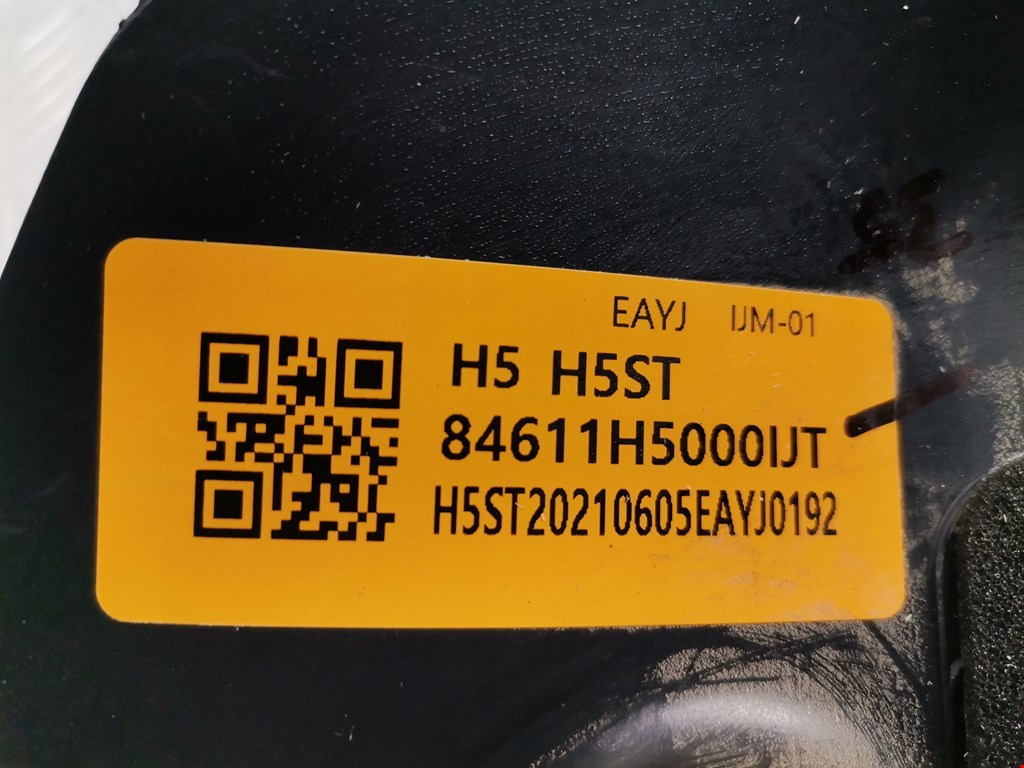 EAYJ IJM-01
H5 H5ST
84611H5000IJT
H5ST20210605EAYJ0192